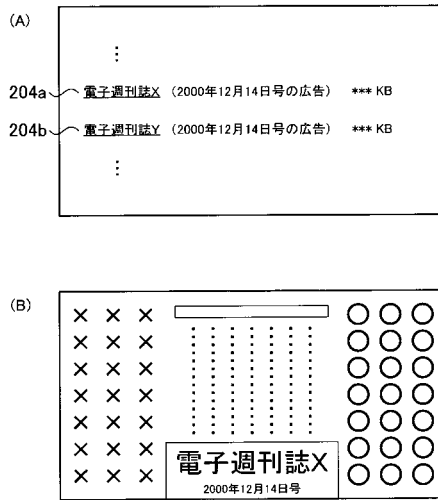 (A)
204a 電子週刊誌X (2000年12月14日号の広告) *** KB
204b 電子週刊誌Y (2000年12月14日号の広告) *** KB
(B)
電子週刊誌X
2000年12月14日号